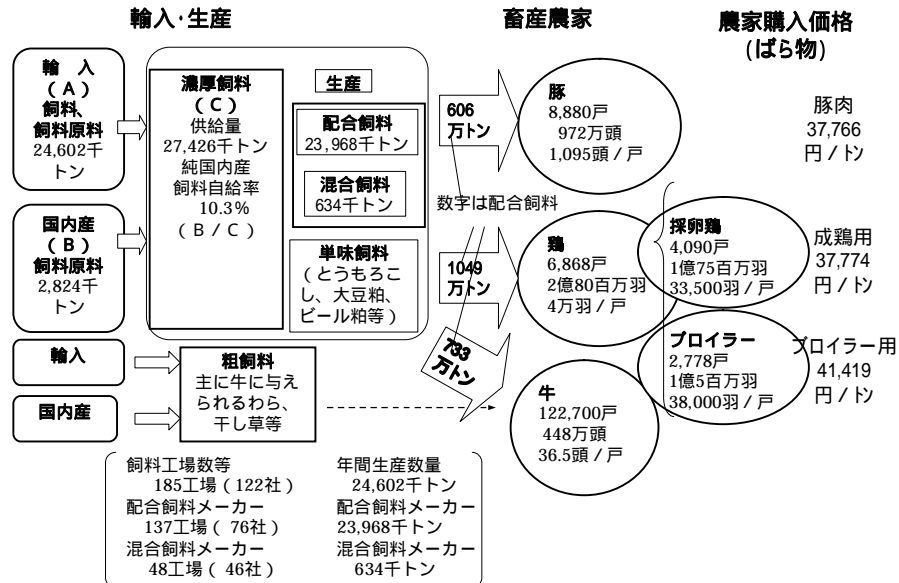 輸入・生産
畜産農家
農家購入価格
(ばら物)
輸 入
(A)
飼料、
飼料原料
24,602千
トン
国内産
(B)
飼料原料
2,824千
トン
輸入
国内産
濃厚飼料
(C)
供給量
27,426千トン
純国内産
飼料自給率
10.3%
(B/C)
生産
配合飼料
23,968千トン
混合飼料
634千トン
単味飼料
(とうもろこ
し、大豆粕、
ビール粕等)
粗飼料
主に牛に与え
られるわら、
干し草等
606
万トン
数字は配合飼料
1049
万トン
733
万トン
豚
8,880戸
972万頭
1,095頭/戸
鶏
6,868戸
2億80百万羽
4万羽/戸
牛
122,700戸
448万頭
36.5頭/戸
採卵鶏
4,090戸
1億75百万羽
33,500羽/戸
ブロイラー
2,778戸
1億5百万羽
38,000羽/戸
豚肉
37,766
円/トン
成鶏用
37,774
円/トン
ブロイラー用
41,419
円/トン
飼料工場数等
185工場(122社)
配合飼料メーカー
137工場( 76社)
混合飼料メーカー
48工場( 46社)
年間生産数量
24,602千トン
配合飼料メーカー
23,968千トン
混合飼料メーカー
634千トン